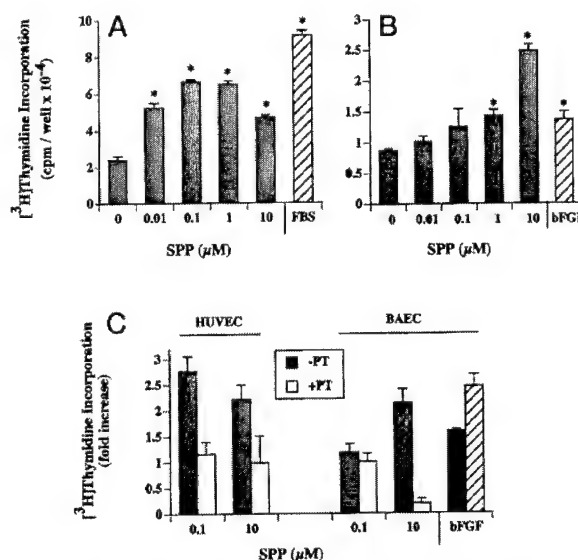 A
B
[³H]Thymidine Incorporation
(cpm / well x 10⁻⁴)
10
8
6
4
2
0
*
*
*
*
*
0 0.01 0.1 1 10 FBS
SPP (µM)
3
2.5
2
1.5
1
0
*
*
*
0 0.01 0.1 1 10 bFGF
SPP (µM)
C
HUVEC
BAEC
[³H]Thymidine Incorporation
(fold increase)
3
2.5
2
1.5
1
0.5
0
-PT
+PT
0.1 10 0.1 10 bFGF
SPP (µM)